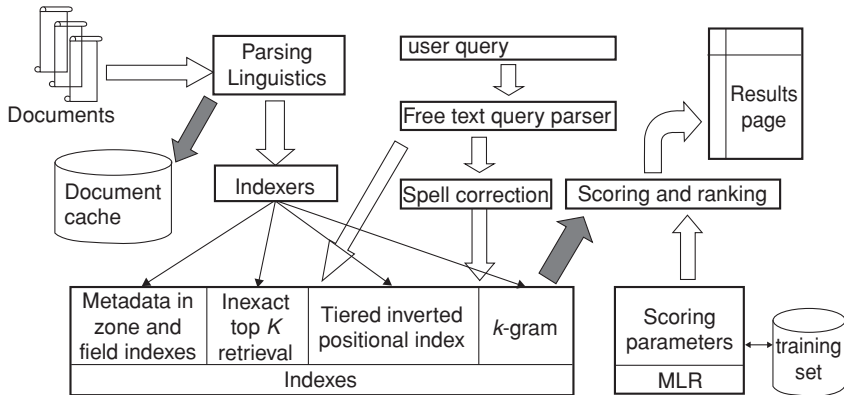 Documents
Parsing
Linguistics
user query
Results
page
Free text query parser
Document
cache
Indexers
Spell correction
Scoring and ranking
Metadata in
zone and
field indexes
Inexact
top K
retrieval
Tiered inverted
positional index
k-gram
Indexes
Scoring
parameters
MLR
training
set